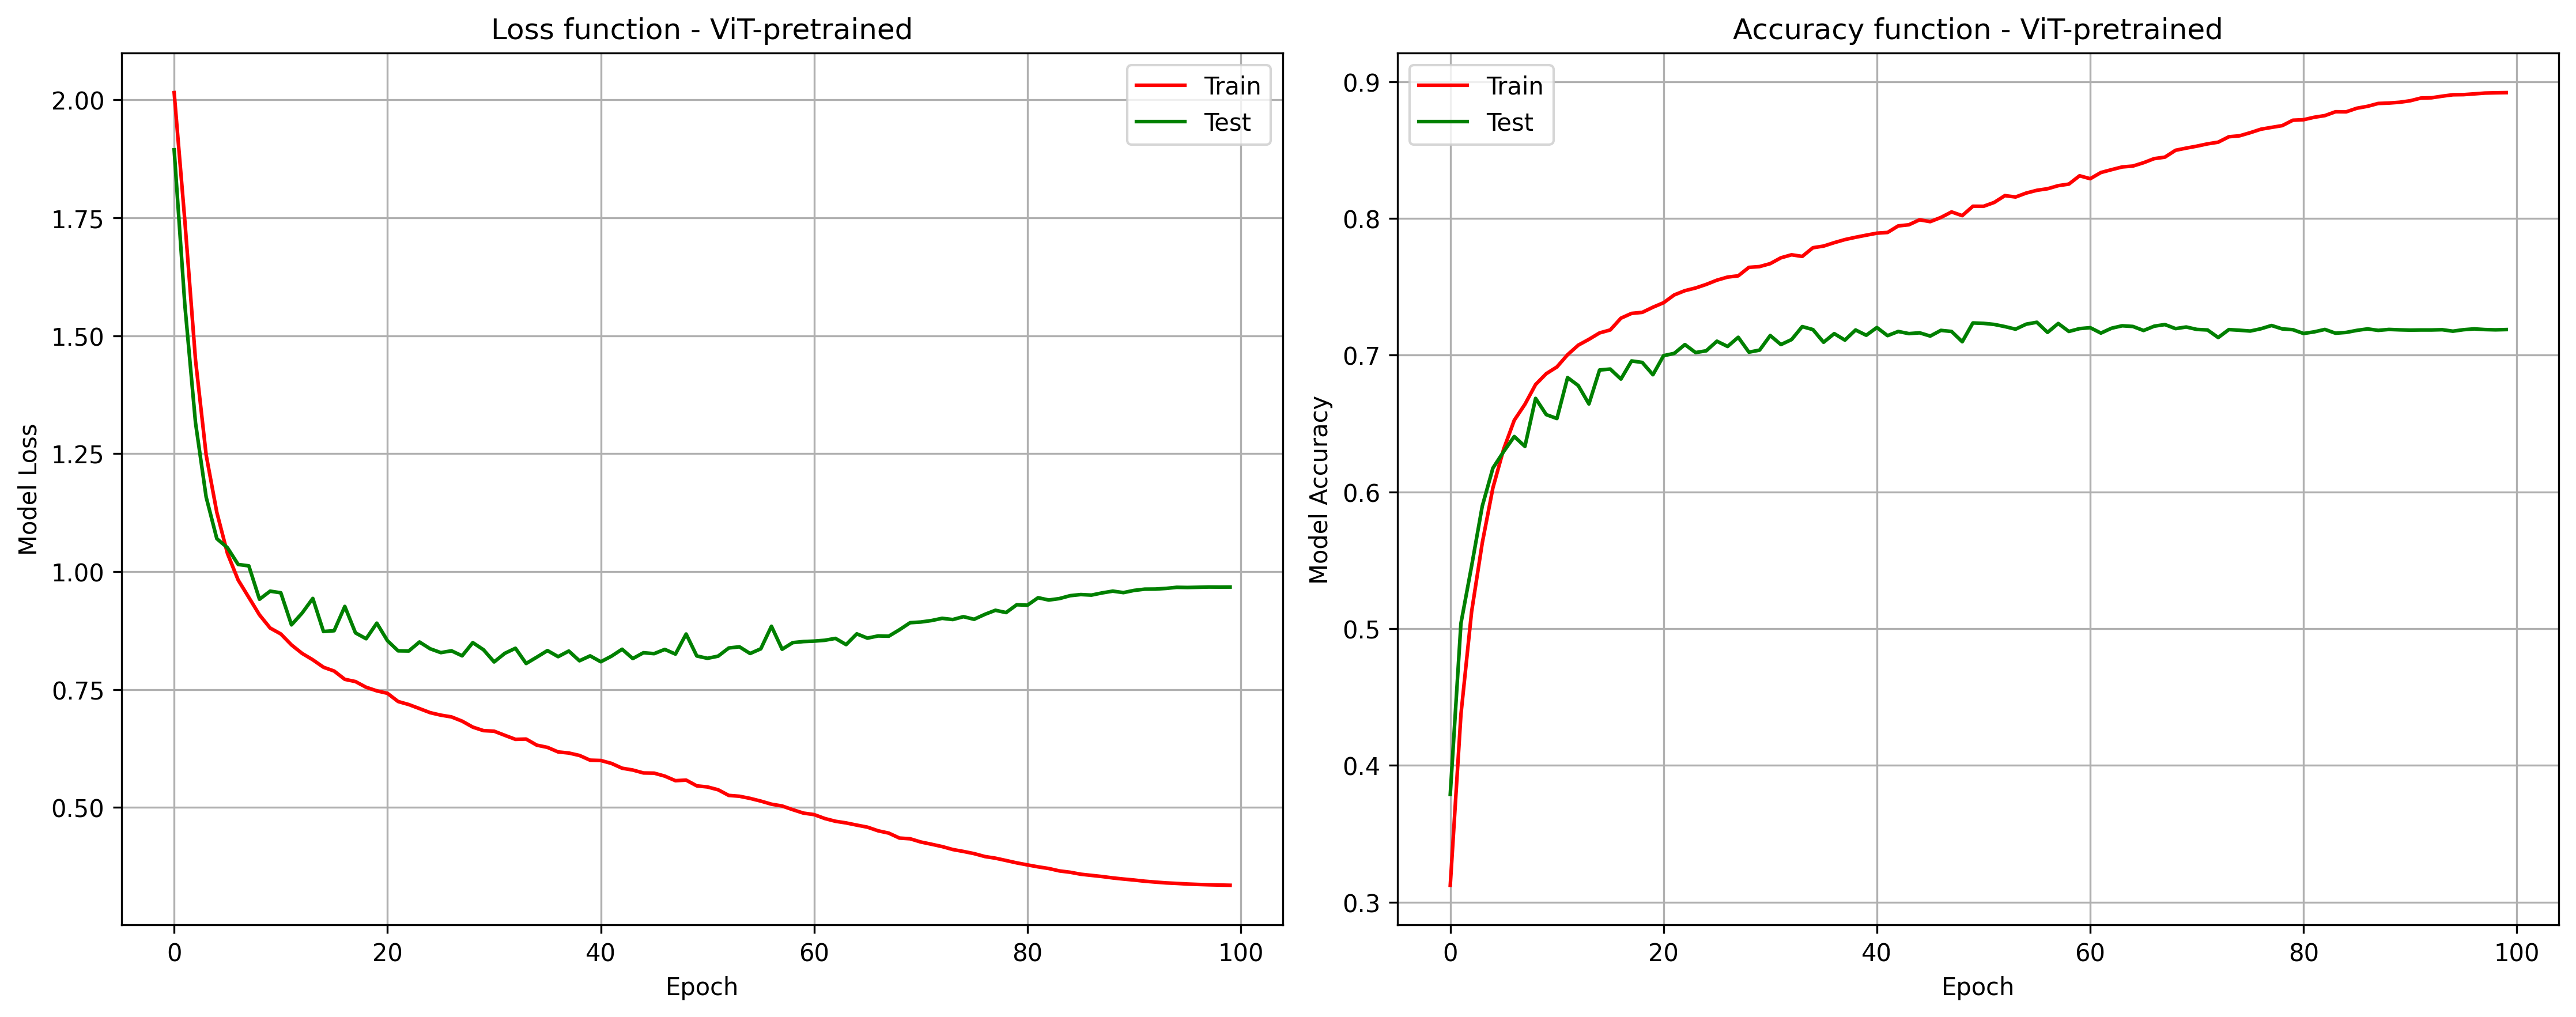 Loss function - ViT-pretrained
2.00
1.75
1.50
1.25
1.00
0.75
0.50
Model Loss
Train
Test
0 20 40 60 80 100
Epoch
Accuracy function - ViT-pretrained
0.9
0.8
0.7
0.6
0.5
0.4
0.3
Model Accuracy
Train
Test
0 20 40 60 80 100
Epoch